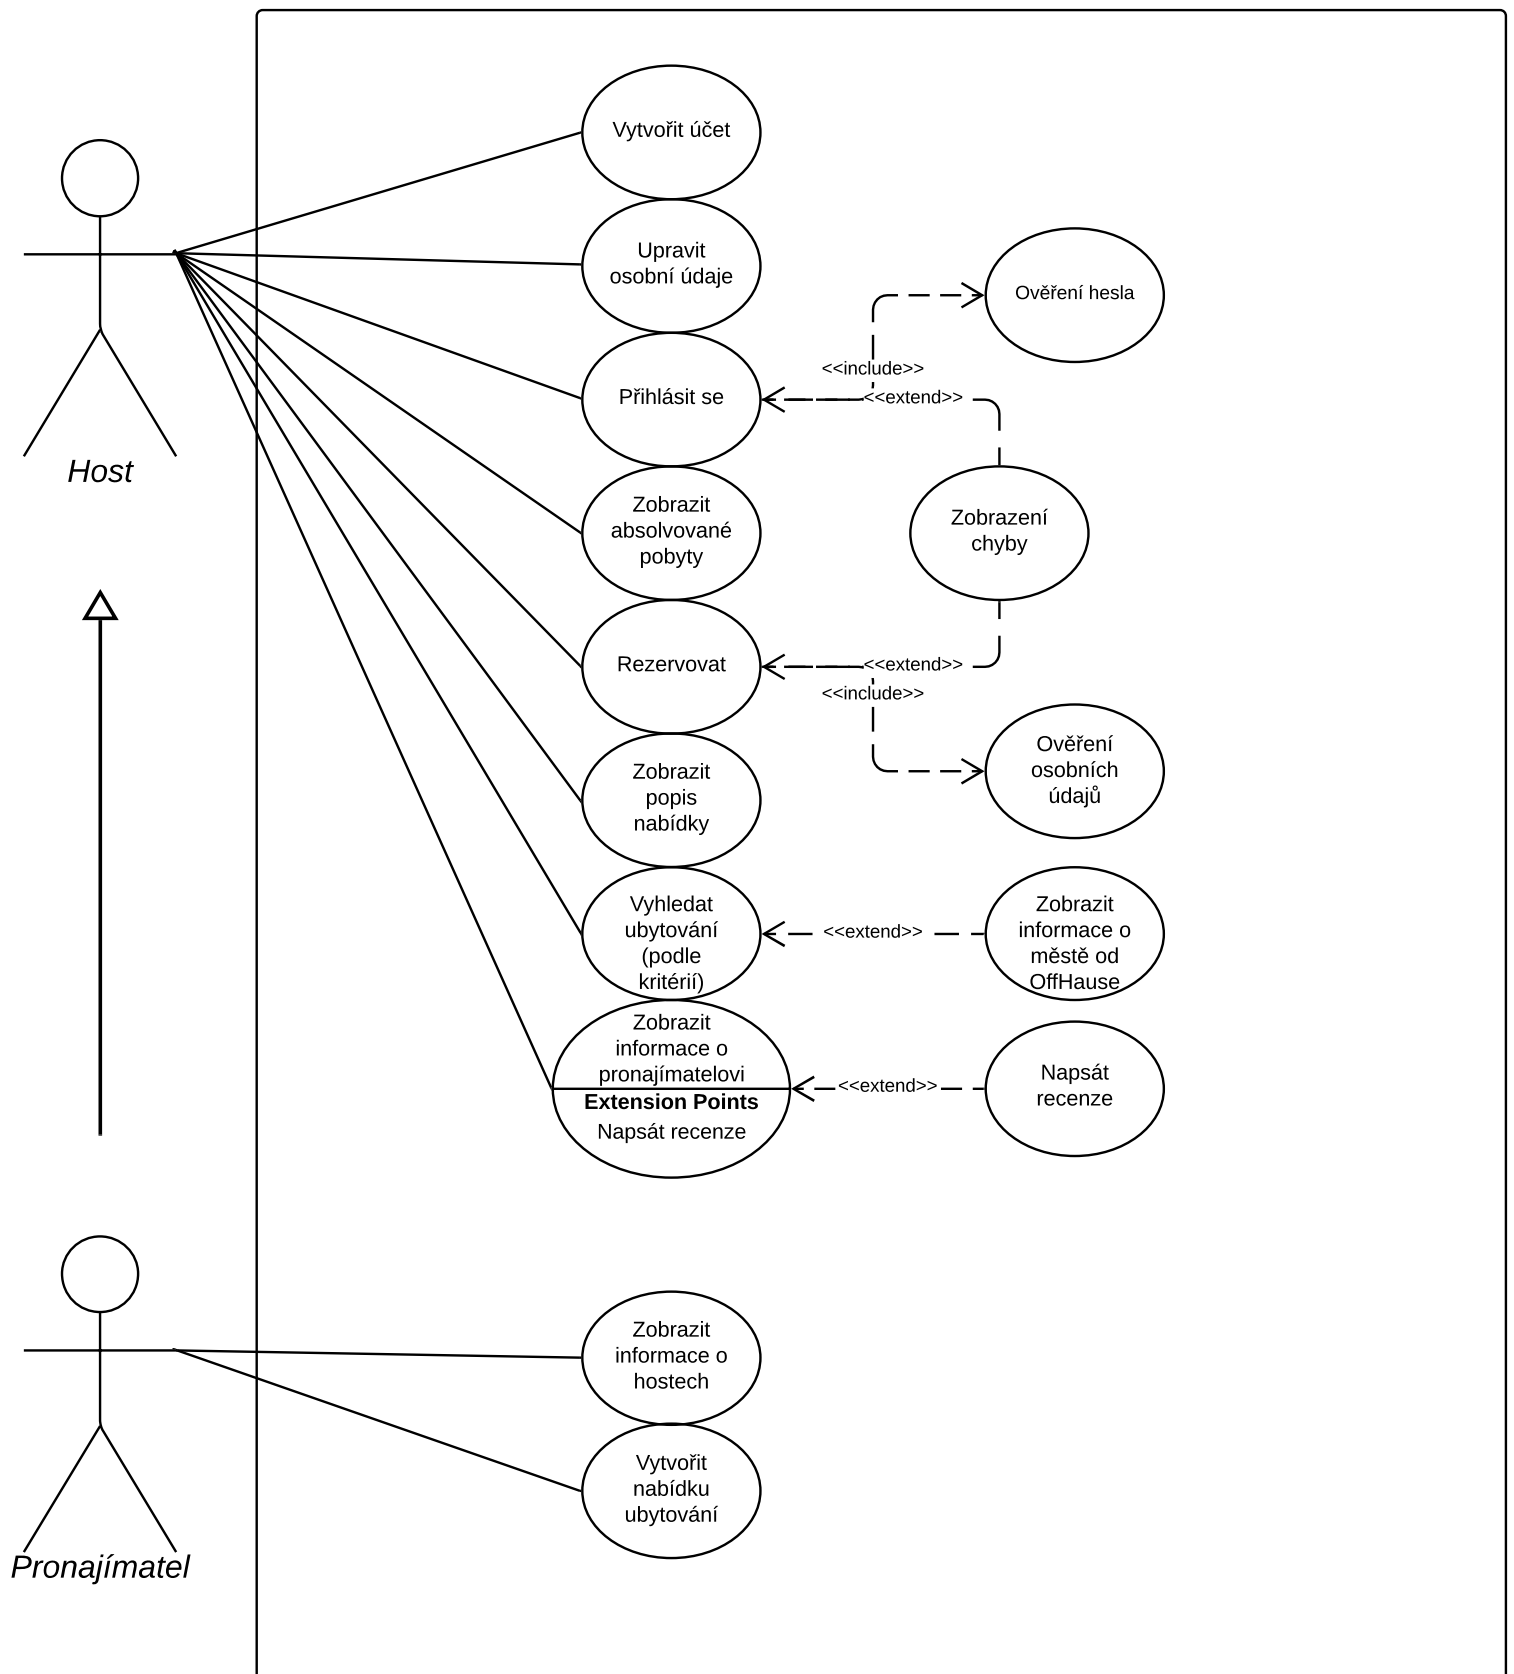 Vytvořit účet
Upravit
osobní údaje
Ověření hesla
<<include>>
Přihlásit se
<<extend>>
Host
Zobrazit
absolvované
pobyty
Zobrazení
chyby
Rezervovat
<<extend>>
<<include>>
Ověření
osobních
údajů
Zobrazit
popis
nabídky
Vyhledat
ubytování
(podle
kritérií)
<<extend>>
Zobrazit
informace o
městě od
OffHause
Zobrazit
informace o
pronajímatelovi
Extension Points
Napsát recenze
<<extend>>
Napsát
recenze
Zobrazit
informace o
hostech
Vytvořit
nabídku
ubytování
Pronajímatel